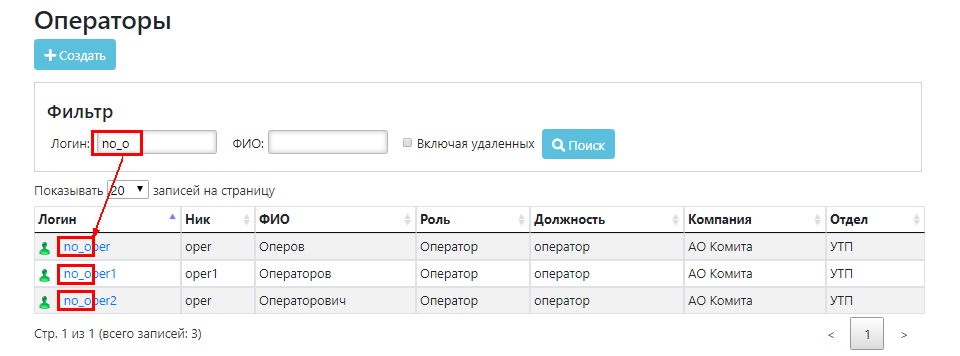 Операторы
Создать
Фильтр
Логин: no_o ФИО: Включая удаленных Поиск
Показывать 20 записей на страницу
Логин Ник ФИО Роль Должность Компания Отдел
no_oper oper Оперов Оператор оператор АО Комита УТП
no_oper1 oper1 Операторов Оператор оператор АО Комита УТП
no_oper2 oper Операторович Оператор оператор АО Комита УТП
Стр. 1 из 1 (всего записей: 3) < 1 >